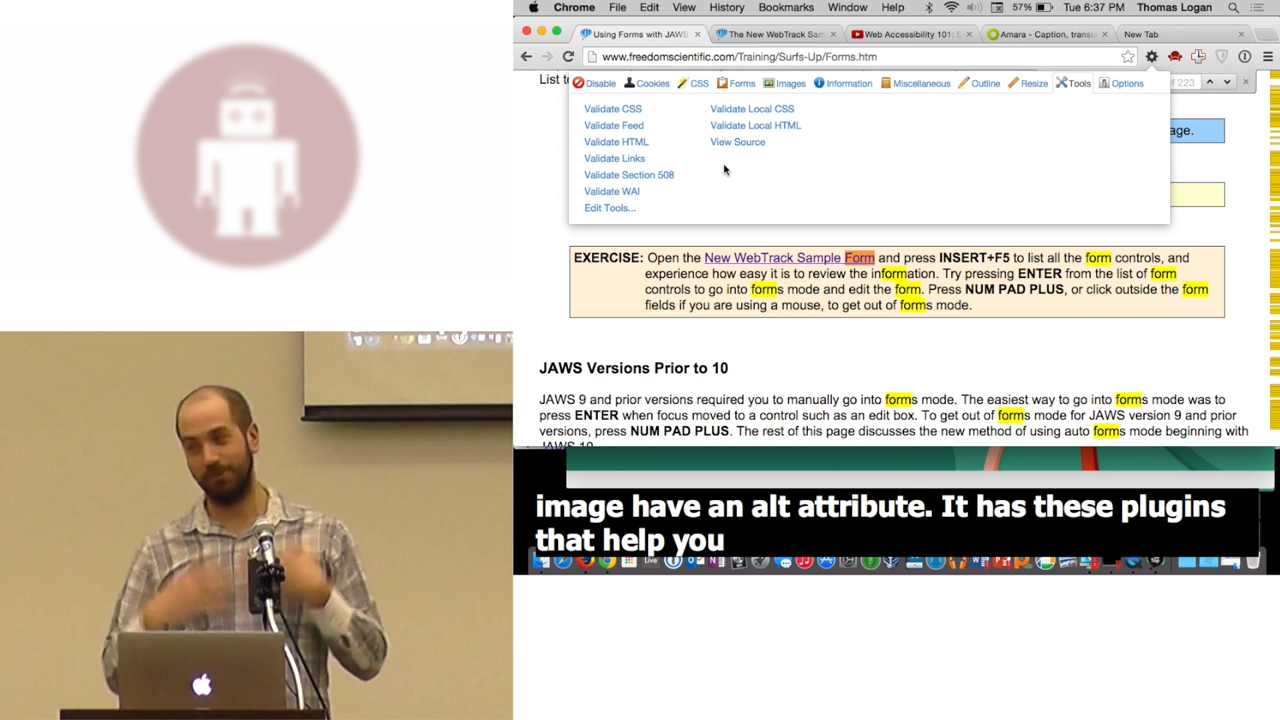 Chrome File Edit View History Bookmarks Window Help 57% Tue 6:37 PM Thomas Logan
Using Forms with JAWS The New WebTrack Sam Web Accessibility 101: E Amara - Caption, transl New Tab
www.freedomscientific.com/Training/Surfs-Up/Forms.htm
List t
Disable Cookies CSS Forms Images Information Miscellaneous Outline Resize Tools Options of 223
Validate CSS Validate Local CSS
Validate Feed Validate Local HTML
age.
Validate HTML View Source
Validate Links
Validate Section 508
Validate WAI
Edit Tools...
EXERCISE: Open the New WebTrack Sample Form and press INSERT+F5 to list all the form controls, and
experience how easy it is to review the information. Try pressing ENTER from the list of form
controls to go into forms mode and edit the form. Press NUM PAD PLUS, or click outside the form
fields if you are using a mouse, to get out of forms mode.
JAWS Versions Prior to 10
JAWS 9 and prior versions required you to manually go into forms mode. The easiest way to go into forms mode was to
press ENTER when focus moved to a control such as an edit box. To get out of forms mode for JAWS version 9 and prior
versions, press NUM PAD PLUS. The rest of this page discusses the new method of using auto forms mode beginning with
JAWS 10.
image have an alt attribute. It has these plugins
that help you
Live